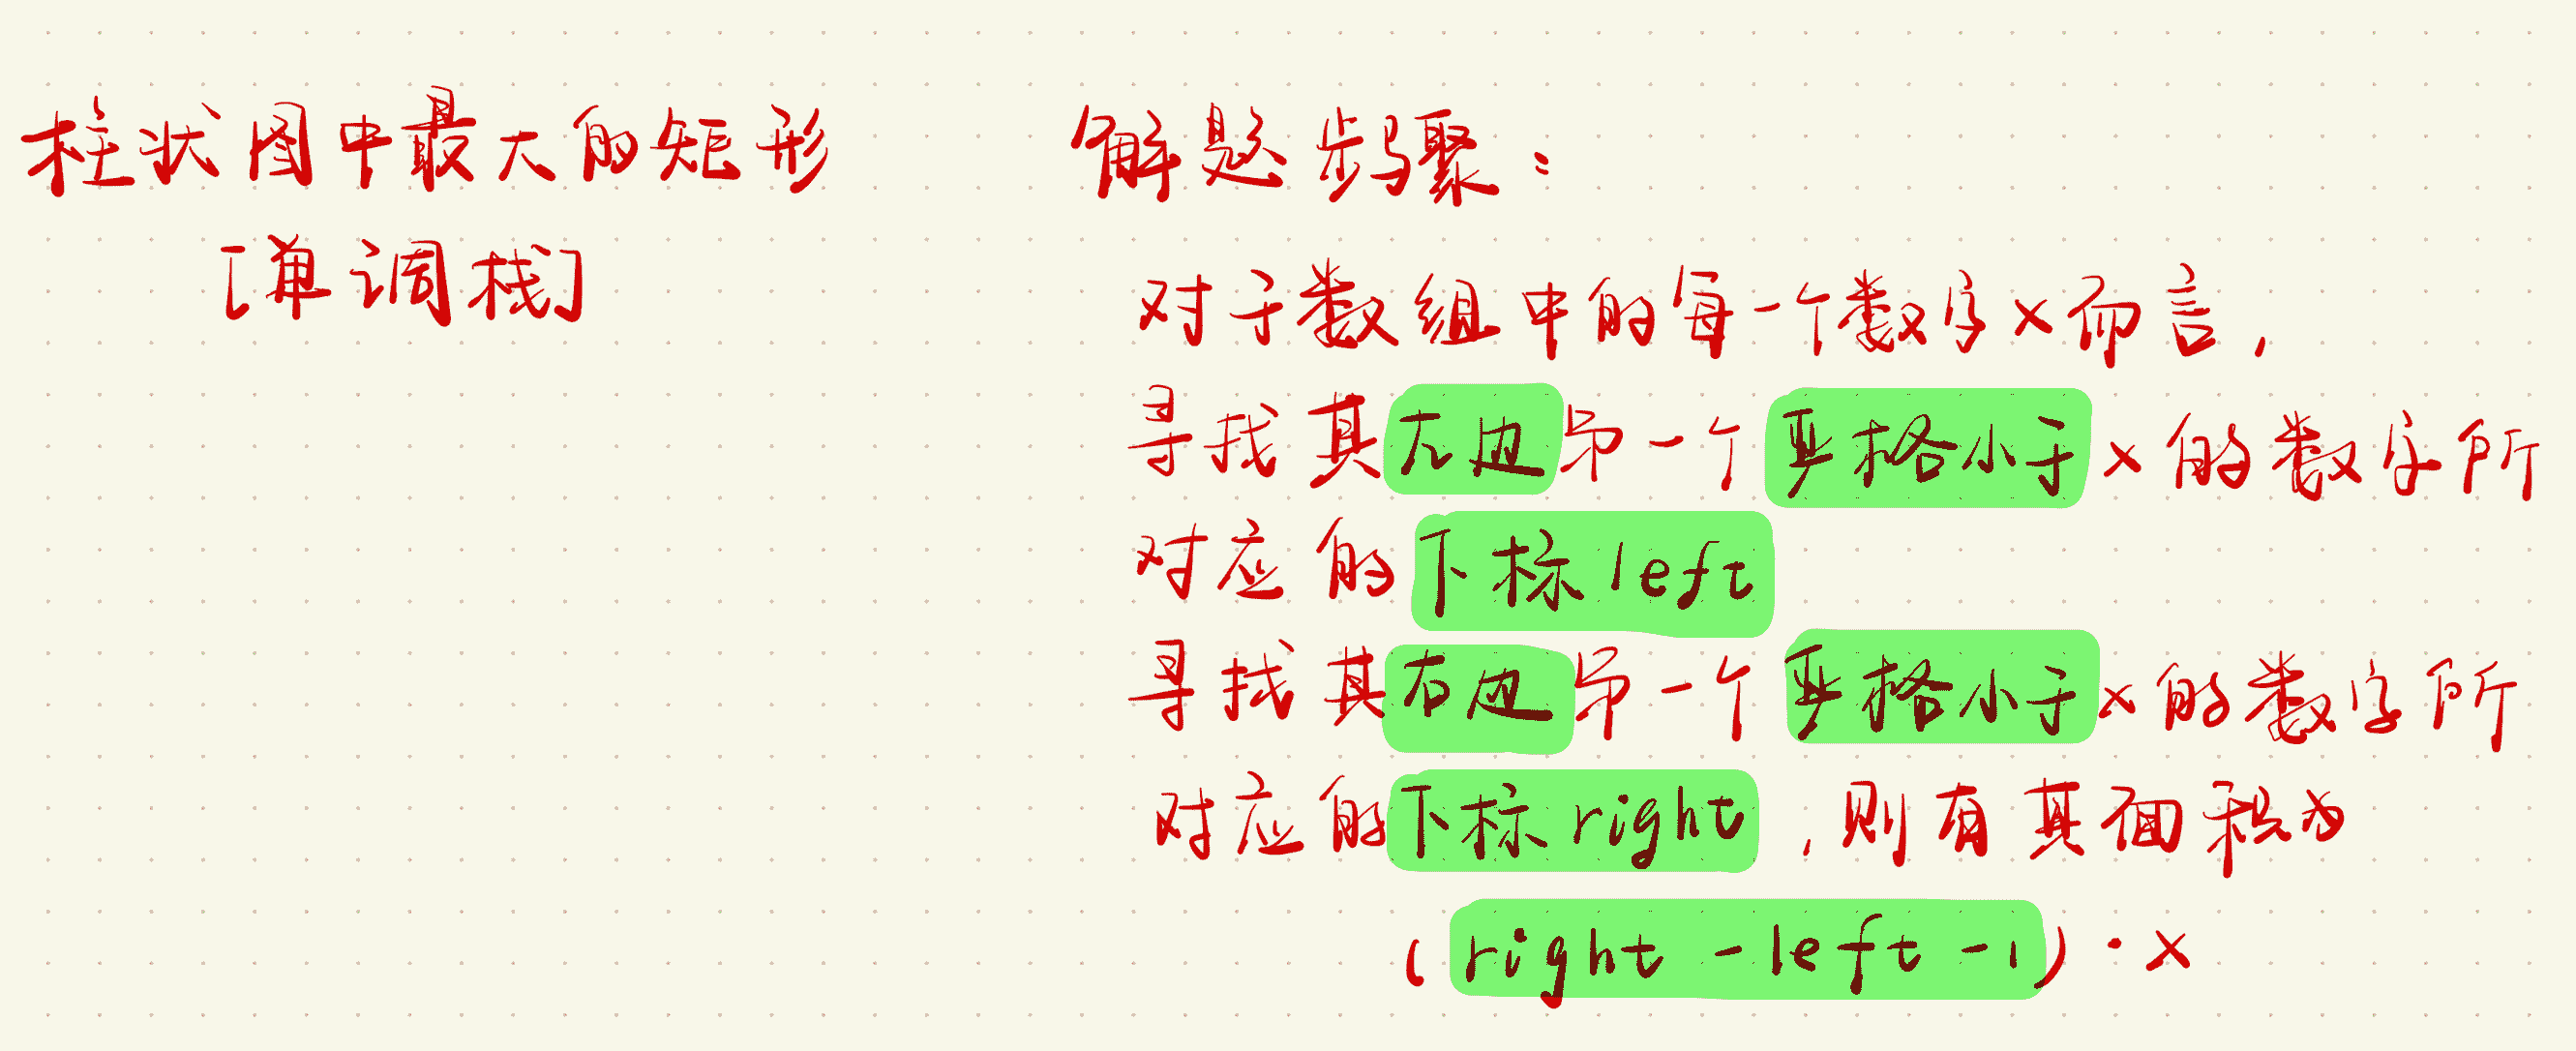 柱状图中最大的矩形
[单调栈]
解题步骤：
对于数组中的每一个数字x而言，
寻找其左边第一个严格小于x的数字所
对应的下标left
寻找其右边第一个严格小于x的数字所
对应的下标right，则有其面积为
(right-left-1)·x